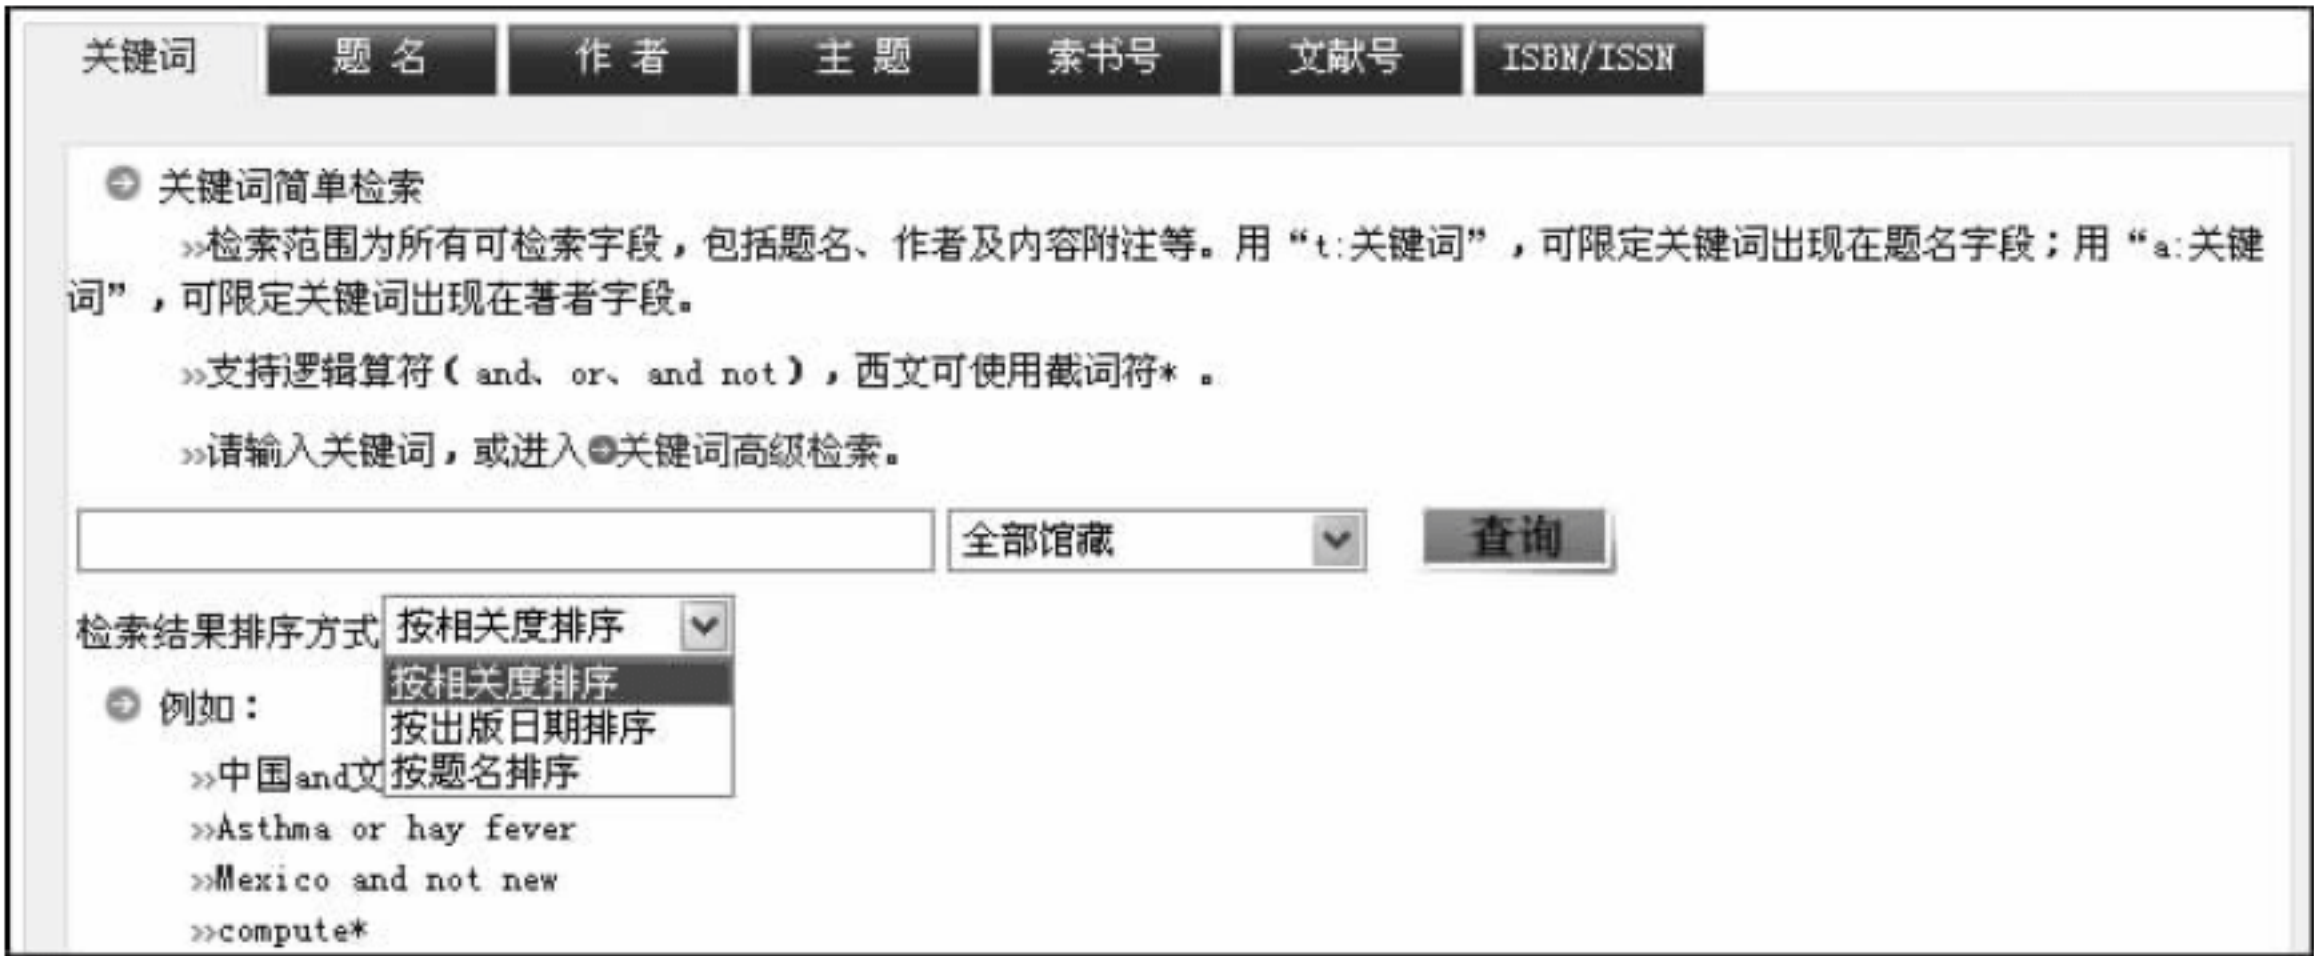 关键词 题 名 作 者 主 题 索书号 文献号 ISBN/ISSN
关键词简单检索
»检索范围为所有可检索字段，包括题名、作者及内容附注等。用“t:关键词”，可限定关键词出现在题名字段；用“a:关键
词”，可限定关键词出现在著者字段。
»支持逻辑算符（and、or、and not），西文可使用截词符* 。
»请输入关键词，或进入关键词高级检索。
全部馆藏 查询
检索结果排序方式 按相关度排序
按相关度排序
例如：
按出版日期排序
»中国and文 按题名排序
»Asthma or hay fever
»Mexico and not new
»compute*